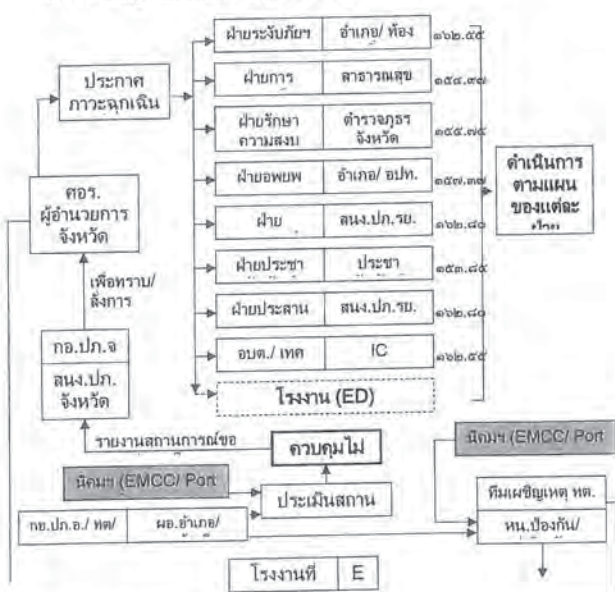 ฝ่ายระงับภัยฯ อำเภอ/ ท้อง ๑๖๒.๕๕
ประกาศ
ภาวะฉุกเฉิน
ฝ่ายการ สาธารณสุข ๑๕๔.๙๗
ฝ่ายรักษา
ความสงบ
ตำรวจภูธร
จังหวัด
๑๕๕.๗๕
ฝ่ายอพยพ อำเภอ/ อปท. ๑๕๗.๓๗
ดำเนินการ
ตามแผน
ของแต่ละ
ศอร.
ผู้อำนวยการ
จังหวัด
ฝ่าย สนง.ปภ.รย. ๑๖๒.๘๐
ฝ่ายประชา ประชา ๑๕๓.๘๕
เพื่อทราบ/
สั่งการ
ฝ่ายประสาน สนง.ปภ.รย. ๑๖๒.๘๐
กอ.ปภ.จ
สนง.ปภ.
จังหวัด
อบต./ เทศ IC ๑๖๒.๕๕
โรงงาน (ED)
รายงานสถานการณ์ขอ
ควบคุมไม่
นิคมฯ (EMCC/ Port
นิคมฯ (EMCC/ Port
ประเมินสถาน
ทีมเผชิญเหตุ ทต.
กอ.ปภ.อ./ ทต/ ผอ.อำเภอ/
หน.ป้องกัน/
โรงงานที่ E